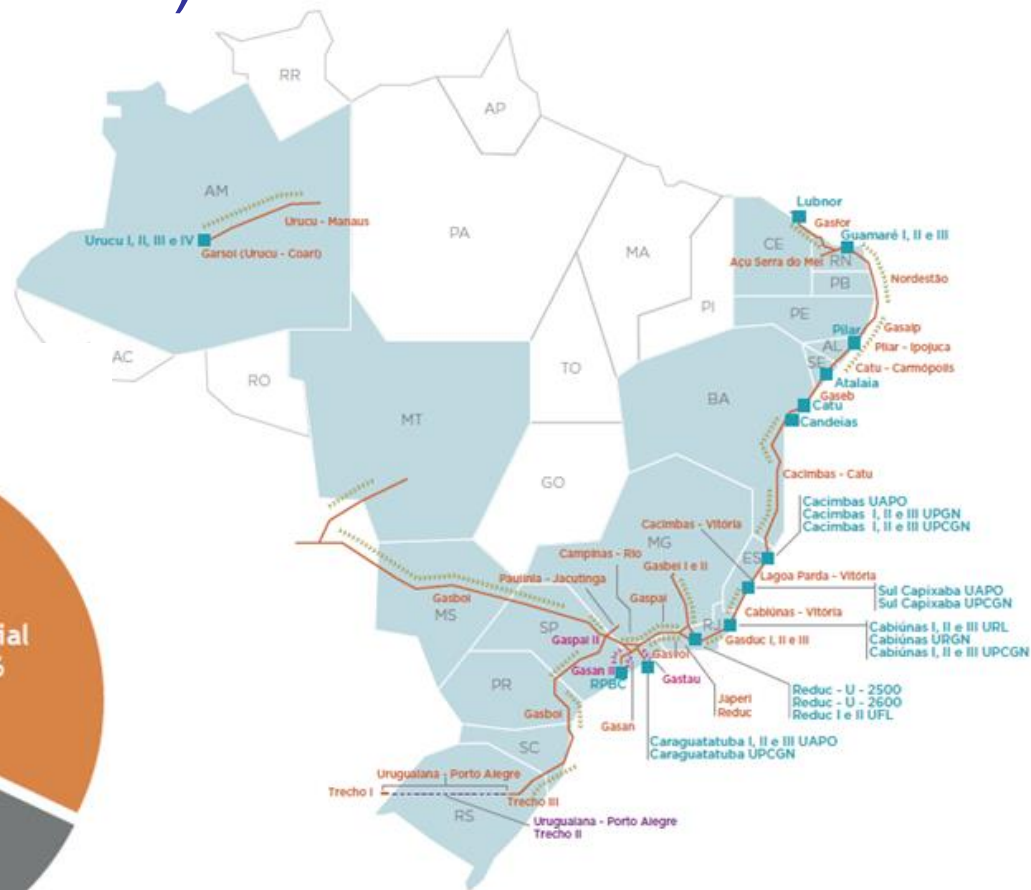 )
RR
AP
AM
Urucu - Manaus
Urucu I, II, III e IV
Garsol (Urucu - Coari)
PA
MA
CE
Lubnor
Gasfor
Guamaré I, II e III
Açu Serra do Mel
RN
PB
Nordestão
PI
PE
Gasalp
Pilar
AL
Pilar - Ipojuca
SE
Catu - Carmópolis
Atalaia
Gaseb
Catu
Candeias
AC
RO
TO
BA
MT
GO
Cacimbas - Catu
Cacimbas UAPO
Cacimbas I, II e III UPGN
Cacimbas I, II e III UPCGN
Cacimbas - Vitória
MG
ES
Campinas - Rio
Gasbel I e II
Paulínia - Jacutinga
Lagoa Parda - Vitória
Sul Capixaba UAPO
Sul Capixaba UPCGN
Gaspal
Cabiúnas - Vitória
MS
Gasbol
SP
RJ
Cabiúnas I, II e III URL
Cabiúnas URGN
Cabiúnas I, II e III UPCGN
Gasduc I, II e III
Gaspal II
Gasvol
Gasan II
RPBC
Gastau
PR
Japeri
Reduc
Reduc - U - 2500
Reduc - U - 2600
Reduc I e II UFL
Gasbol
Gasan
Caraguatatuba I, II e III UAPO
Caraguatatuba UPCGN
SC
Uruguaiana - Porto Alegre
Trecho I
Trecho III
RS
Uruguaiana - Porto Alegre
Trecho II
ial